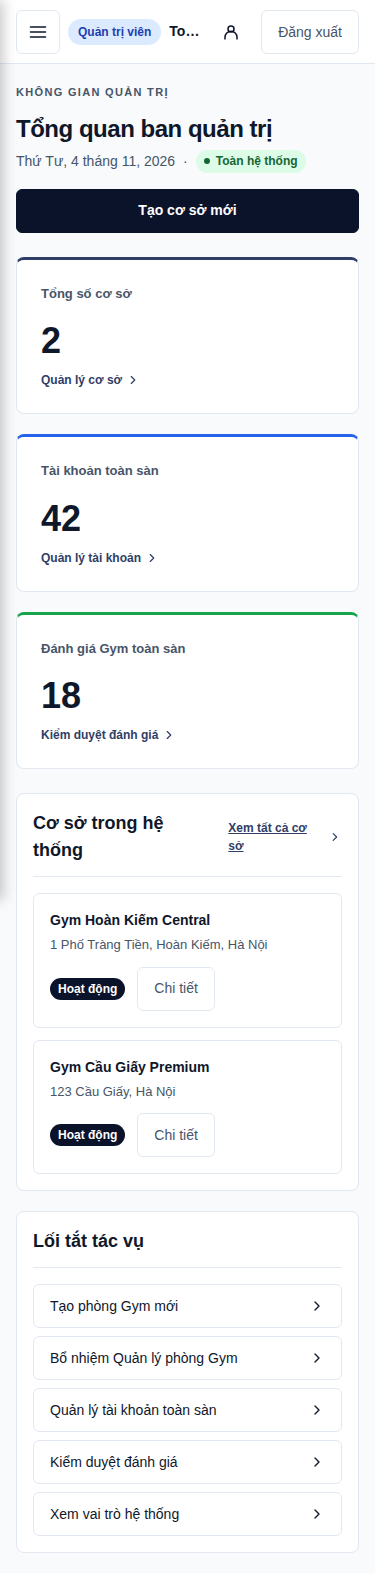 Quản trị viên To… Đăng xuất
KHÔNG GIAN QUẢN TRỊ
Tổng quan ban quản trị
Thứ Tư, 4 tháng 11, 2026 · Toàn hệ thống
Tạo cơ sở mới
Tổng số cơ sở
2
Quản lý cơ sở
Tài khoản toàn sàn
42
Quản lý tài khoản
Đánh giá Gym toàn sàn
18
Kiểm duyệt đánh giá
Cơ sở trong hệ
thống
Xem tất cả cơ
sở
Gym Hoàn Kiếm Central
1 Phố Tràng Tiền, Hoàn Kiếm, Hà Nội
Hoạt động Chi tiết
Gym Cầu Giấy Premium
123 Cầu Giấy, Hà Nội
Hoạt động Chi tiết
Lối tắt tác vụ
Tạo phòng Gym mới
Bổ nhiệm Quản lý phòng Gym
Quản lý tài khoản toàn sàn
Kiểm duyệt đánh giá
Xem vai trò hệ thống